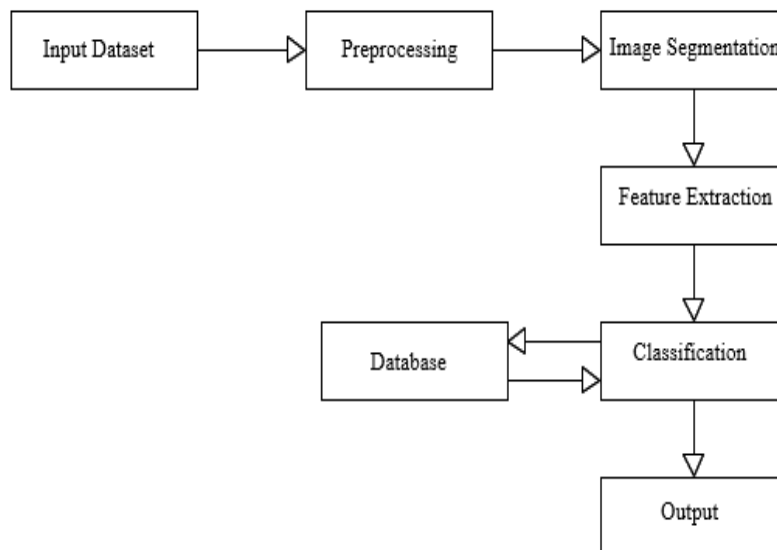 Input Dataset
Preprocessing
Image Segmentation
Feature Extraction
Database
Classification
Output